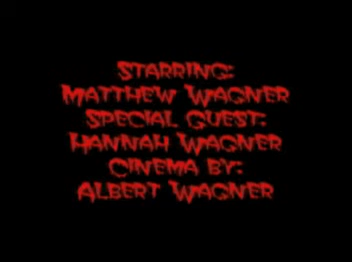 Starring:
Matthew Wagner
Special Guest:
Hannah Wagner
Cinema by:
Albert Wagner